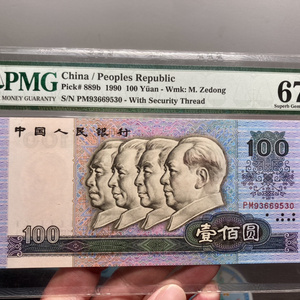 PMG
MONEY GUARANTY
China / Peoples Republic
Pick# 889b 1990 100 Yüan - Wmk: M. Zedong
S/N PM93669530 - With Security Thread
67
Superb Gem
中国人民银行
100
PM93669530
100
壹佰圆